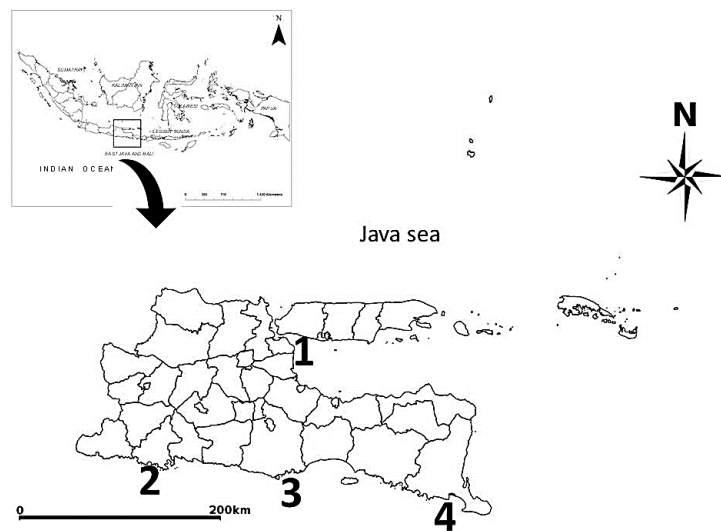 N
SUMATRA
KALIMANTAN
PAPUA
EAST JAVA AND BALI
INDIAN OCEAN
N
Java sea
1
2
3
4
0
200km